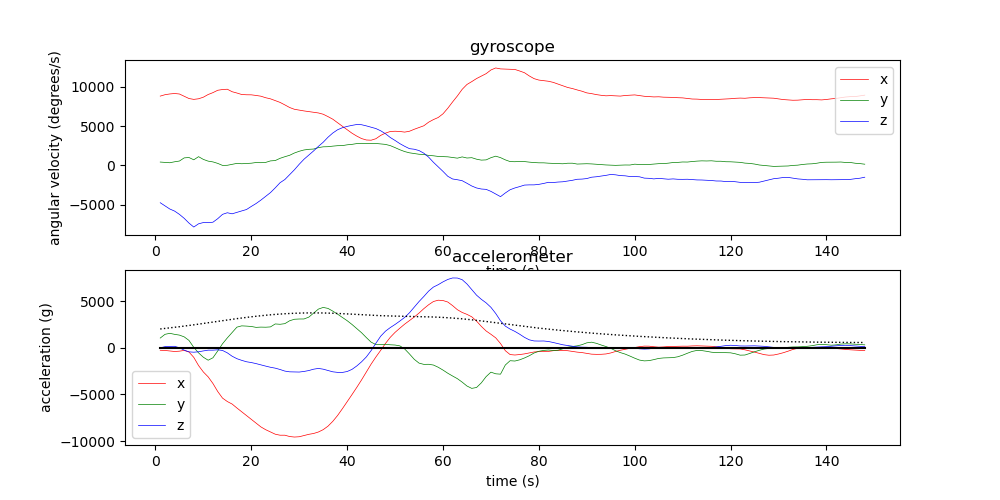 gyroscope
angular velocity (degrees/s)
10000
5000
0
−5000
x
y
z
0 20 40 60 80 100 120 140
time (s)
accelerometer
acceleration (g)
5000
0
−5000
−10000
x
y
z
0 20 40 60 80 100 120 140
time (s)